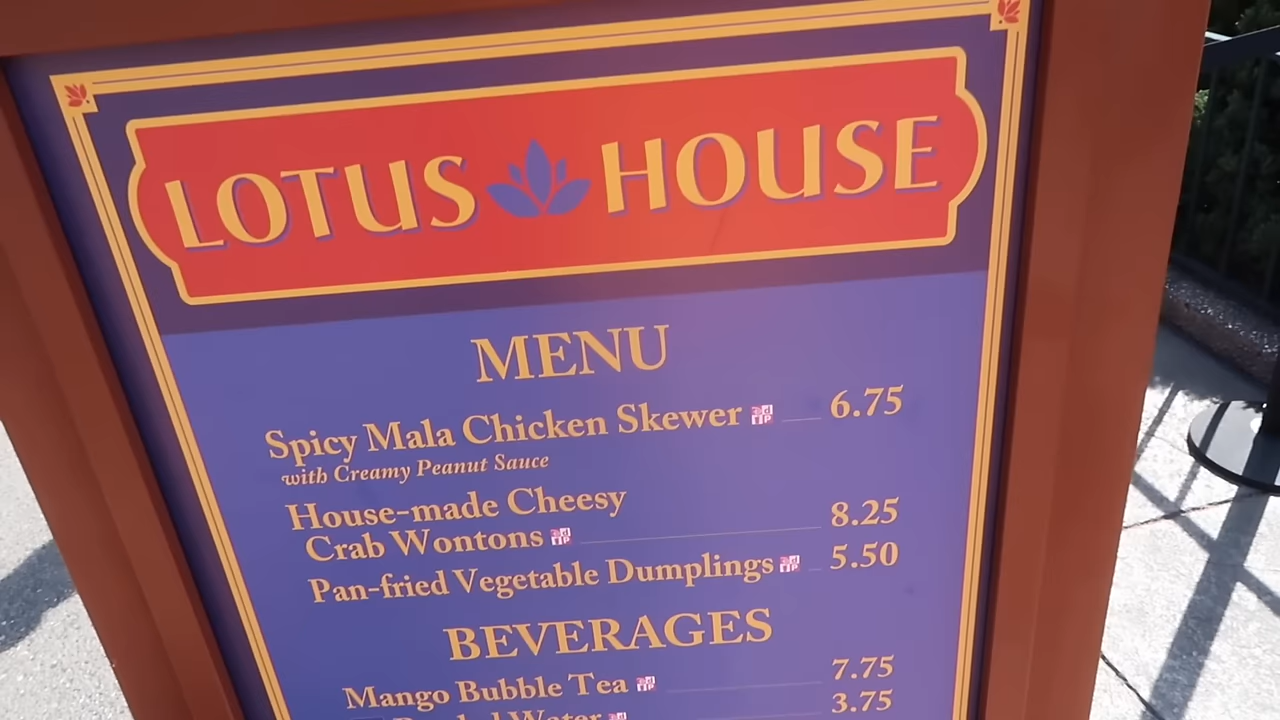 LOTUS HOUSE
MENU
Spicy Mala Chicken Skewer 6.75
with Creamy Peanut Sauce
House-made Cheesy
Crab Wontons 8.25
Pan-fried Vegetable Dumplings 5.50
BEVERAGES
Mango Bubble Tea 7.75
Water 3.75